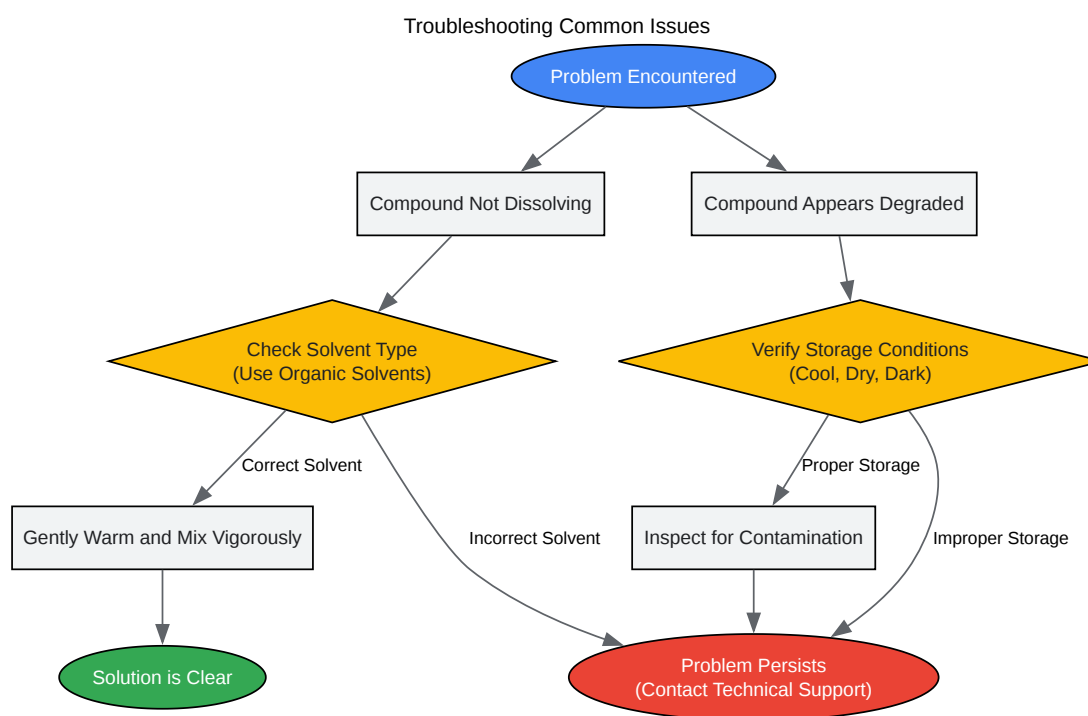 Troubleshooting Common Issues
Problem Encountered
Compound Not Dissolving
Compound Appears Degraded
Check Solvent Type
(Use Organic Solvents)
Verify Storage Conditions
(Cool, Dry, Dark)
Correct Solvent
Proper Storage
Gently Warm and Mix Vigorously
Incorrect Solvent
Inspect for Contamination
Improper Storage
Solution is Clear
Problem Persists
(Contact Technical Support)